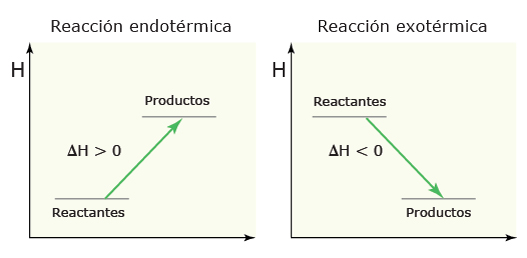 Reacción endotérmica
H
Productos
ΔH > 0
Reactantes
Reacción exotérmica
H
Reactantes
ΔH < 0
Productos